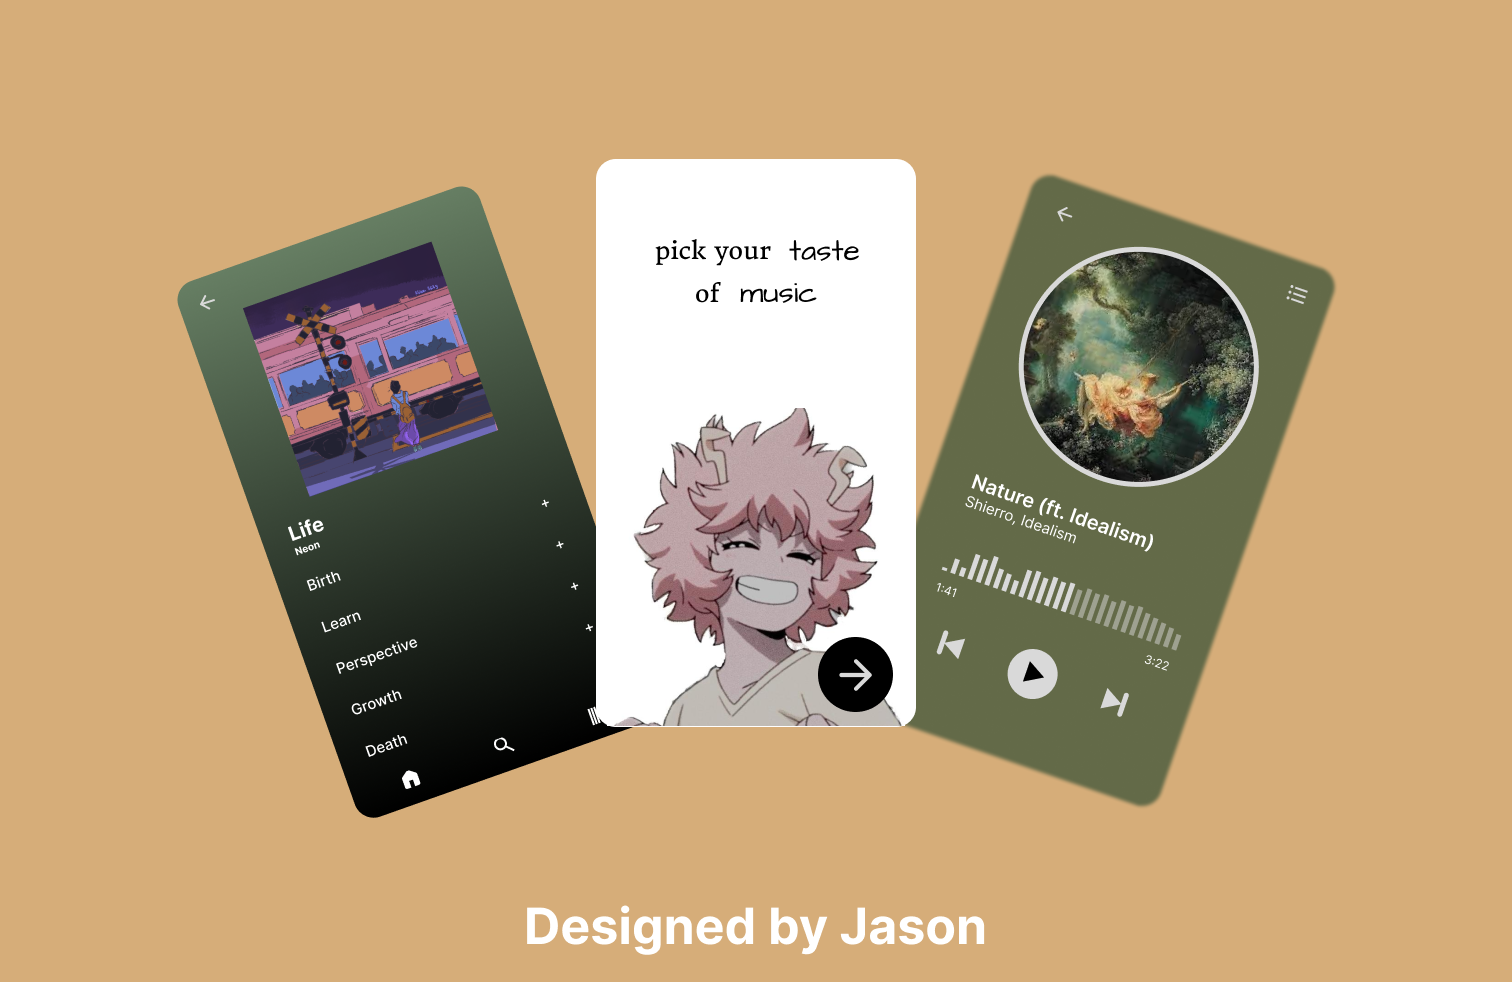 Life
Neon
Birth
Learn
Perspective
Growth
Death
pick your taste
of music
Nature (ft. Idealism)
Shierro, Idealism
1:41
3:22
Designed by Jason